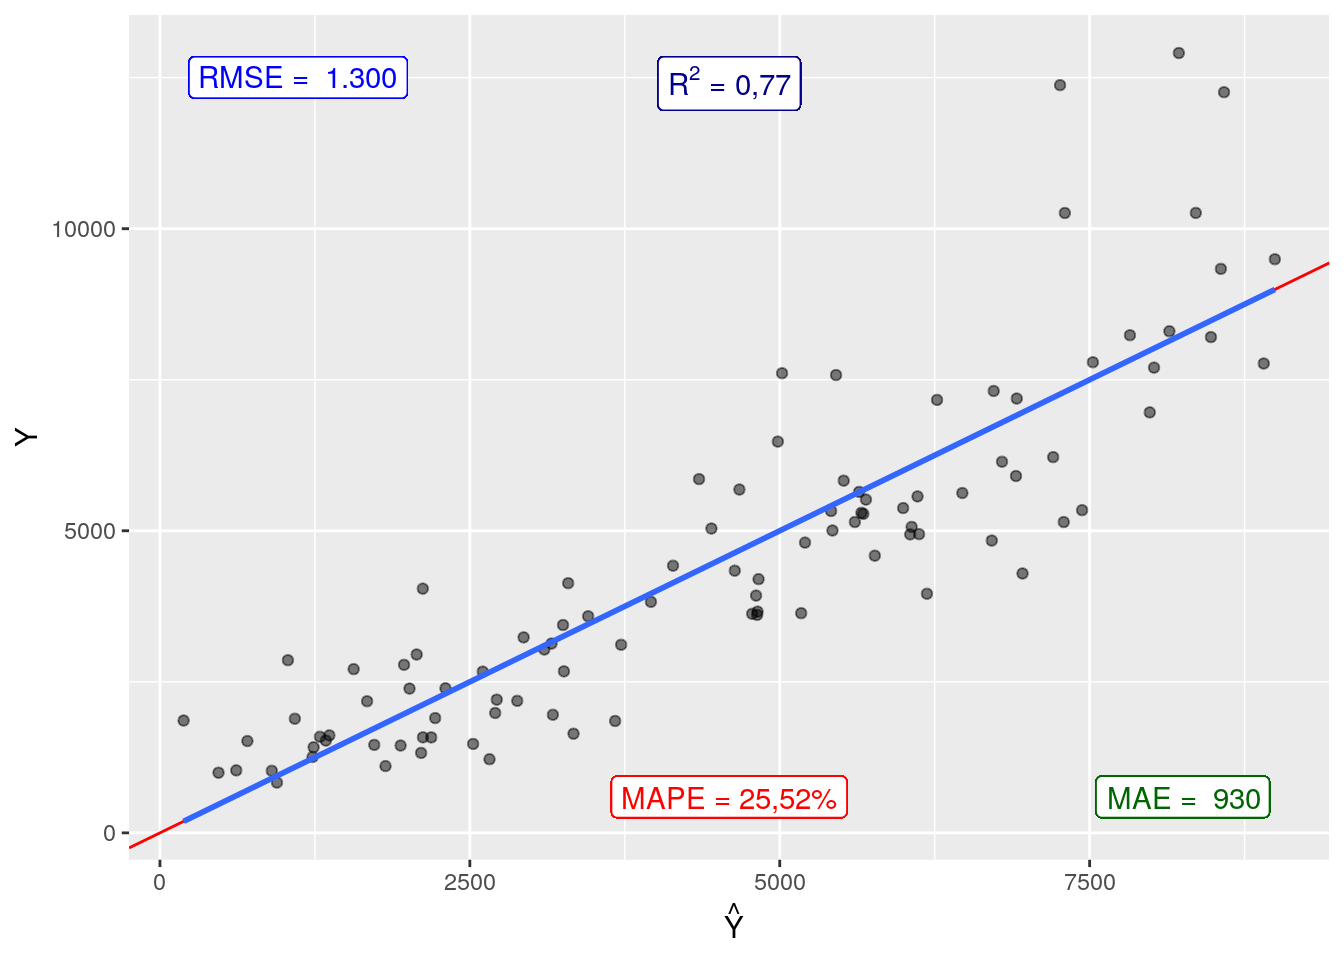 RMSE =  1.300
R² = 0,77
10000
5000
0
Y
MAPE = 25,52%
MAE =  930
0 2500 5000 7500
Ŷ